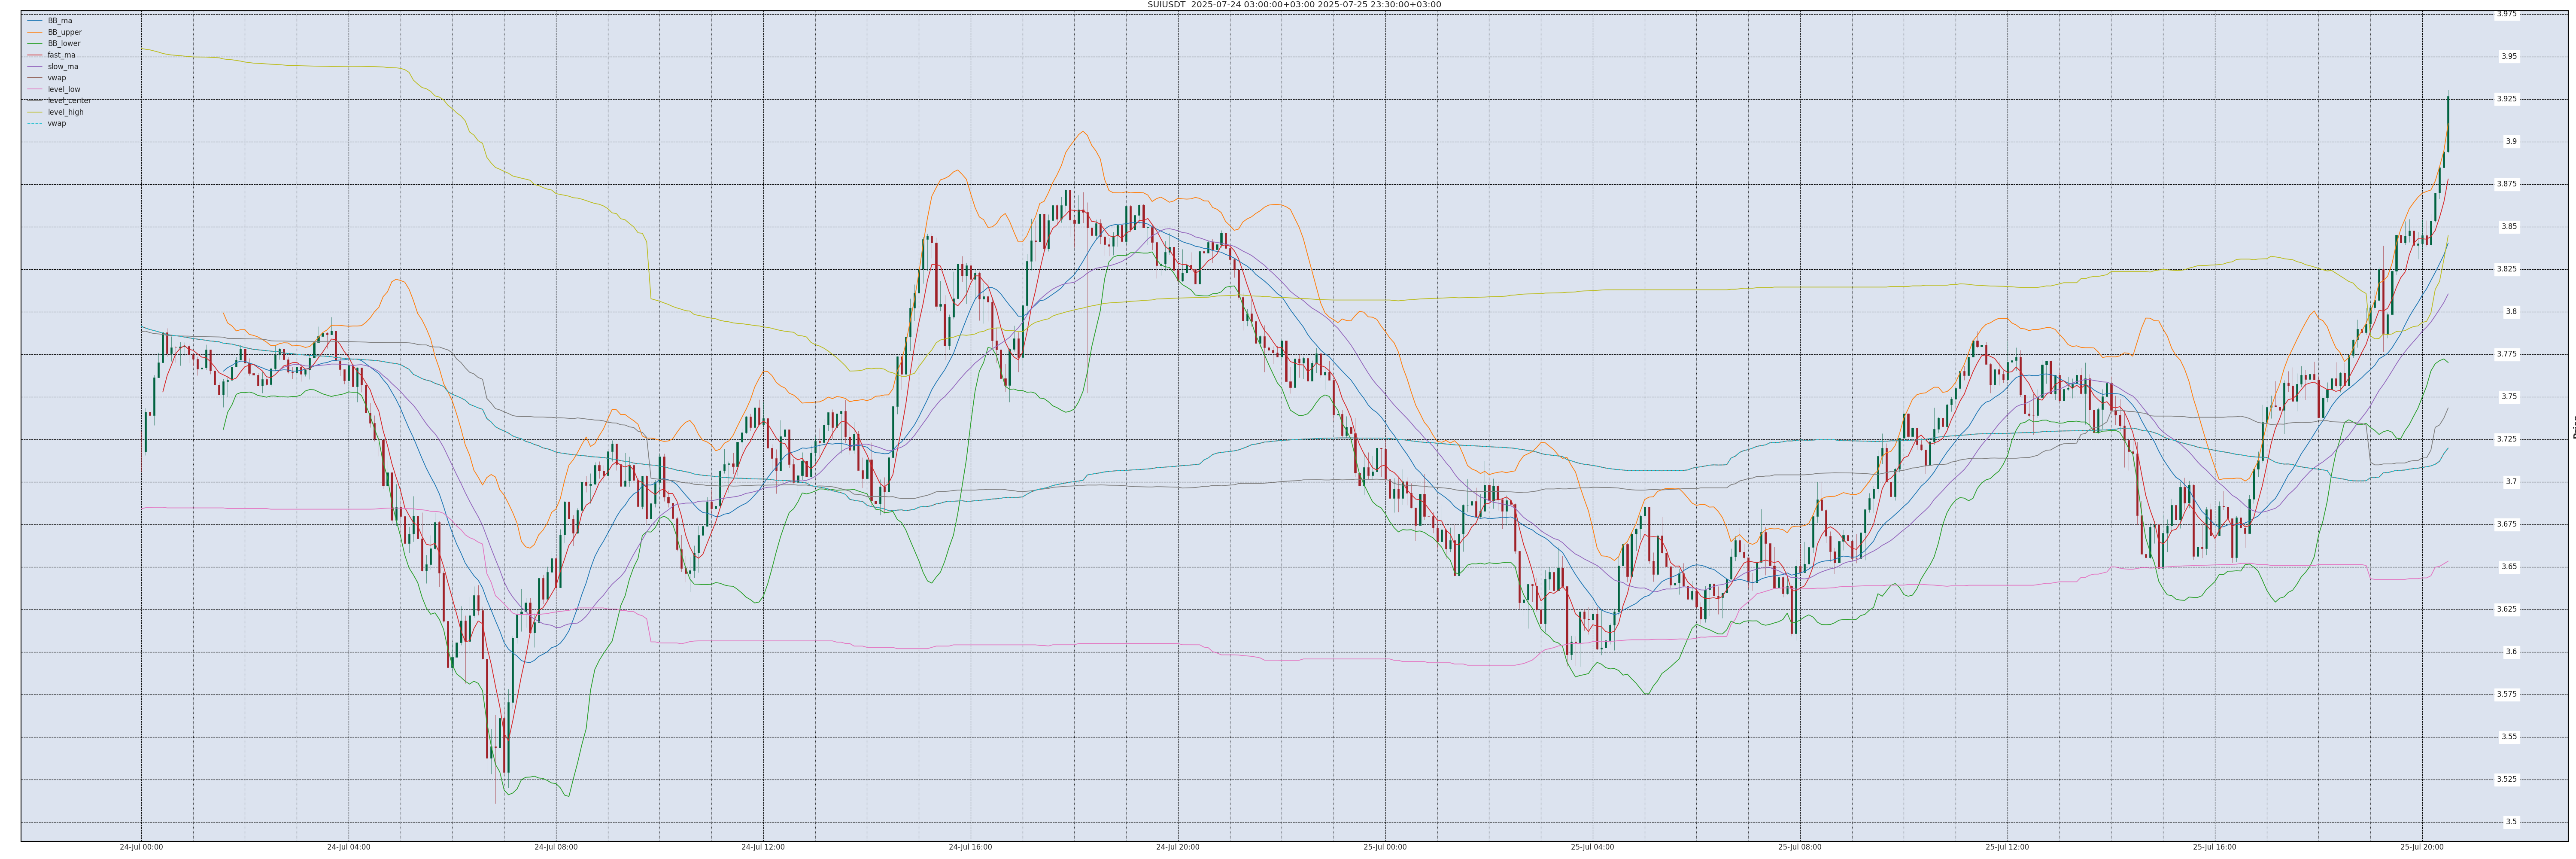 SUIUSDT 2025-07-24 03:00:00+03:00 2025-07-25 23:30:00+03:00
BB_ma
BB_upper
BB_lower
fast_ma
slow_ma
vwap
level_low
level_center
level_high
vwap
3.975
3.95
3.925
3.9
3.875
3.85
3.825
3.8
3.775
3.75
3.725
3.7
3.675
3.65
3.625
3.6
3.575
3.55
3.525
3.5
24-Jul 00:00
24-Jul 04:00
24-Jul 08:00
24-Jul 12:00
24-Jul 16:00
24-Jul 20:00
25-Jul 00:00
25-Jul 04:00
25-Jul 08:00
25-Jul 12:00
25-Jul 16:00
25-Jul 20:00